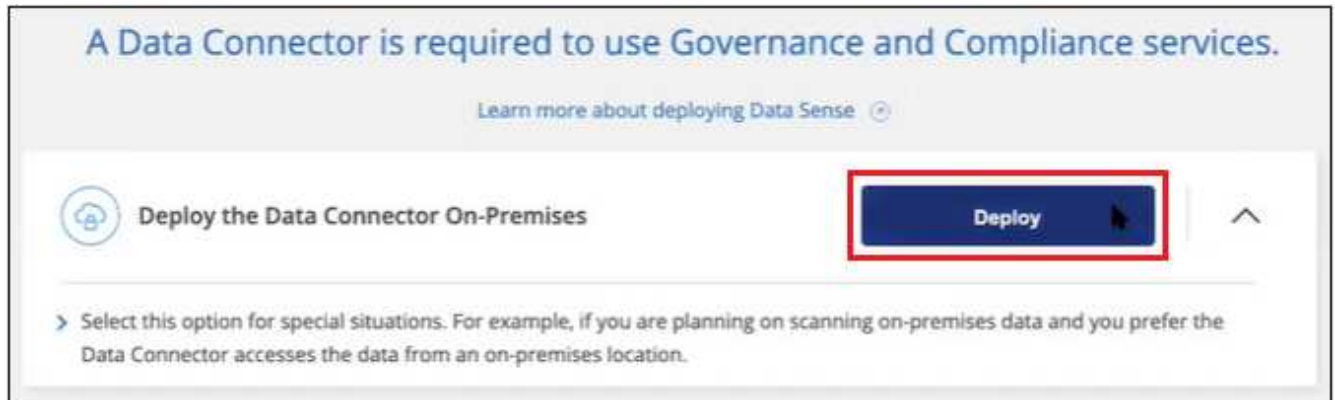 A Data Connector is required to use Governance and Compliance services.
Learn more about deploying Data Sense
Deploy the Data Connector On-Premises
Deploy
Select this option for special situations. For example, if you are planning on scanning on-premises data and you prefer the
Data Connector accesses the data from an on-premises location.